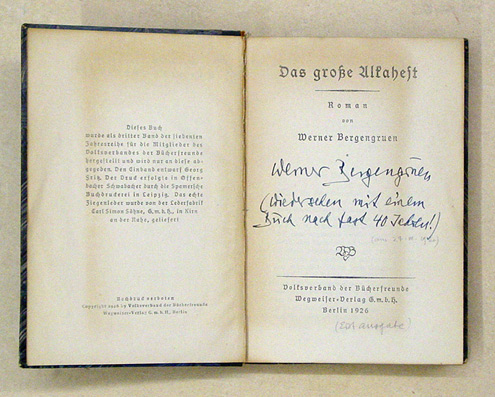 Dieses Buch
wurde als dritter Band der siebenten
Jahresreihe für die Mitglieder des
Volksverbandes der Bücherfreunde
hergestellt und wird nur an diese ab-
gegeben. Den Einband entwarf Georg
Fritz. Der Druck erfolgte in Offen-
bacher Schwabacher durch die Spamersche
Buchdruckerei in Leipzig. Das echte
Ziegenleder wurde von der Lederfabrik
Carl Simon Söhne, G.m.b.H., in Kirn
an der Nahe, geliefert
Nachdruck verboten
Copyright 1926 by Volksverband der Bücherfreunde
Wegweiser-Verlag G.m.b.H., Berlin
Das große Alkahest
Roman
von
Werner Bergengruen
Werner Bergengruen
(Wiedersehen mit einem
Buch nach fast 40 Jahren!)
VdB
Volksverband der Bücherfreunde
Wegweiser-Verlag G.m.b.H.
Berlin 1926
(Erstausgabe)